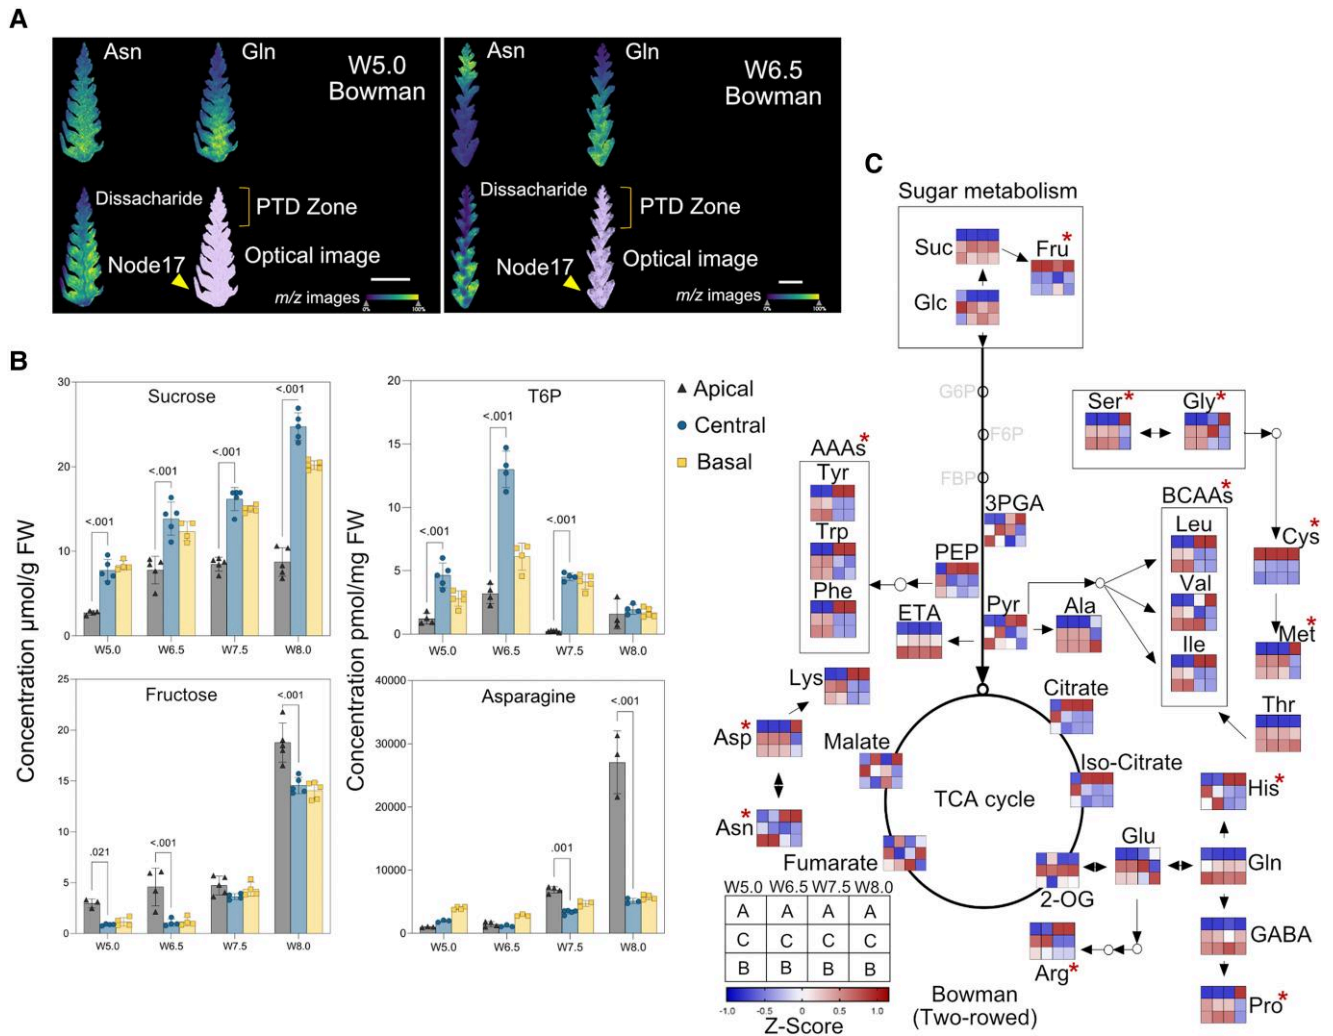 A
Asn
Gln
W5.0
Bowman
Dissacharide
PTD Zone
Node17
Optical image
m/z images
0%
100%
Asn
Gln
W6.5
Bowman
Dissacharide
PTD Zone
Node17
Optical image
m/z images
0%
100%
B
Concentration µmol/g FW
Sucrose
30
20
10
0
<.001
<.001
<.001
<.001
W5.0
W6.5
W7.5
W8.0
Fructose
25
20
15
10
5
0
.021
<.001
<.001
W5.0
W6.5
W7.5
W8.0
Concentration pmol/mg FW
T6P
20
15
10
5
0
<.001
<.001
<.001
W5.0
W6.5
W7.5
W8.0
Asparagine
40000
30000
20000
10000
0
.001
<.001
W5.0
W6.5
W7.5
W8.0
Apical
Central
Basal
C
Sugar metabolism
Suc
Fru*
Glc
G6P
F6P
FBP
3PGA
PEP
Pyr
ETA
Ala
AAAs*
Tyr
Trp
Phe
Ser*
Gly*
BCAAs*
Leu
Val
Ile
Cys*
Met*
Thr
Lys
Asp*
Asn*
Malate
Fumarate
Citrate
Iso-Citrate
TCA cycle
2-OG
Glu
Gln
His*
GABA
Pro*
Arg*
W5.0 W6.5 W7.5 W8.0
A A A A
C C C C
B B B B
-1.0 -0.5 0 0.5 1.0
Z-Score
Bowman
(Two-rowed)